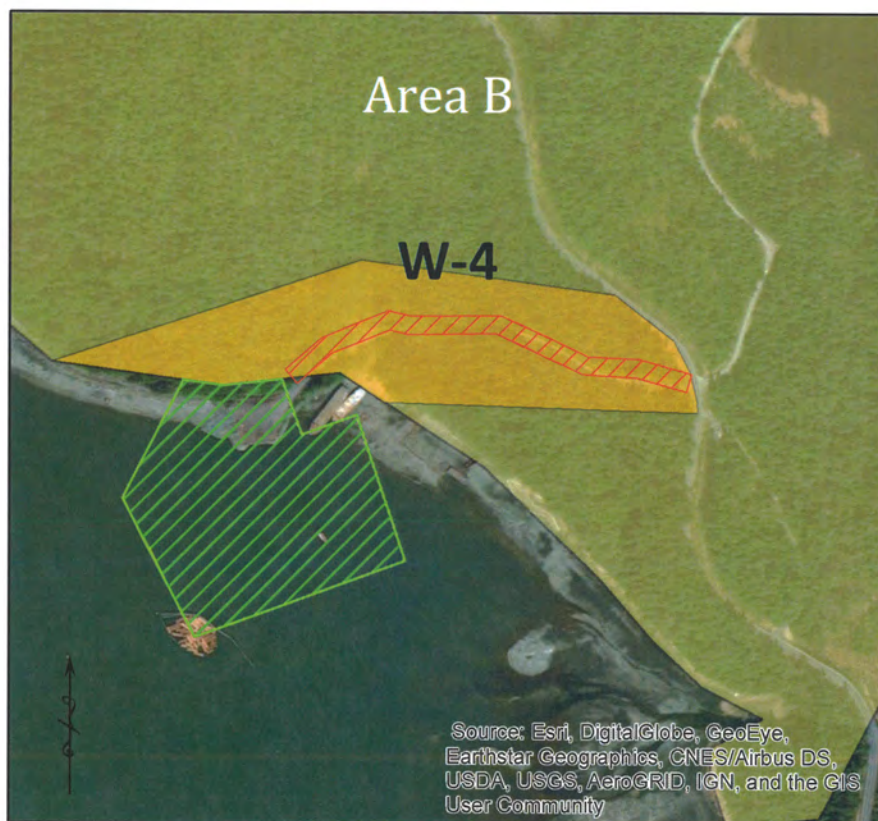 Area B
W-4
Source: Esri, DigitalGlobe, GeoEye,
Earthstar Geographics, CNES/Airbus DS,
USDA, USGS, AeroGRID, IGN, and the GIS
User Community